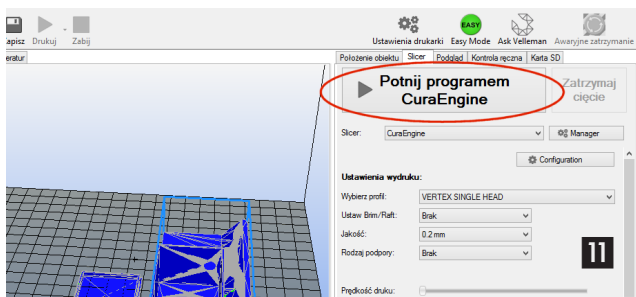 apisz Drukuj Zabij
Ustawienia drukarki Easy Mode Ask Velleman Awaryjne zatrzymanie
EASY
eratur
Położenie obiektu Slicer Podgląd Kontrola ręczna Karta SD
Potnij programem
CuraEngine
Zatrzymaj
cięcie
Slicer: CuraEngine Manager
Configuration
Ustawienia wydruku:
Wybierz profil: VERTEX SINGLE HEAD
Ustaw Brim/Raft: Brak
Jakość: 0.2 mm
Rodzaj podpory: Brak
11
Prędkość druku: